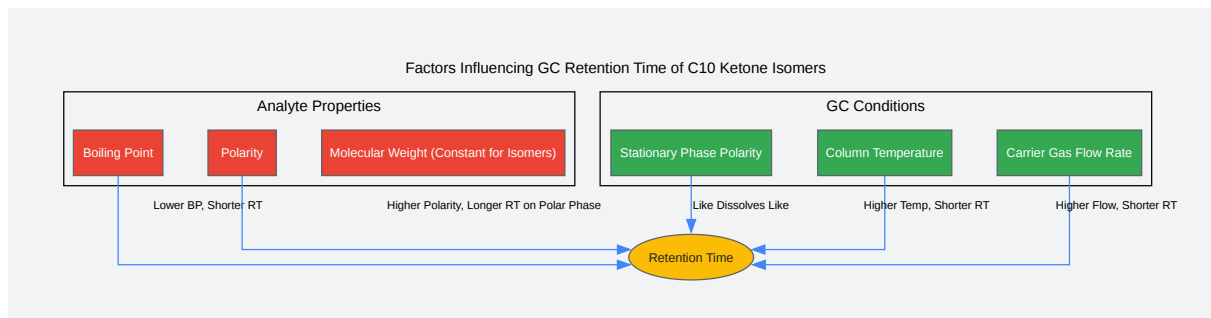 Factors Influencing GC Retention Time of C10 Ketone Isomers
Analyte Properties
GC Conditions
Boiling Point
Polarity
Molecular Weight (Constant for Isomers)
Stationary Phase Polarity
Column Temperature
Carrier Gas Flow Rate
Lower BP, Shorter RT
Higher Polarity, Longer RT on Polar Phase
Like Dissolves Like
Higher Temp, Shorter RT
Higher Flow, Shorter RT
Retention Time